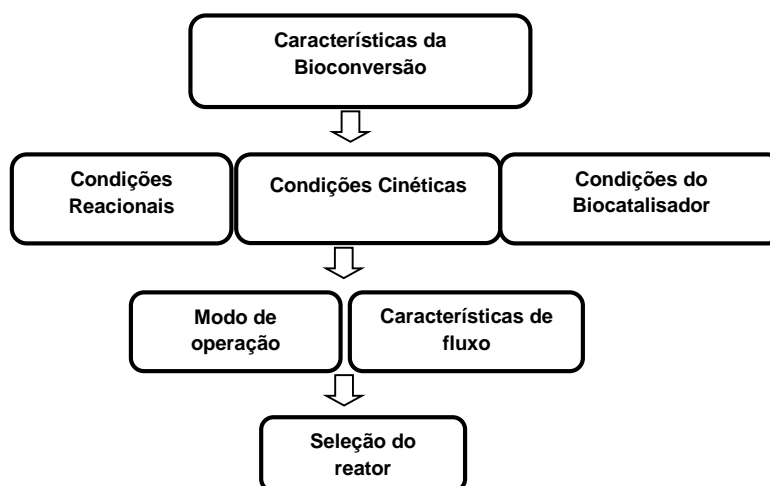 Características da
Bioconversão
Condições
Reacionais
Condições Cinéticas
Condições do
Biocatalisador
Modo de
operação
Características de
fluxo
Seleção do
reator